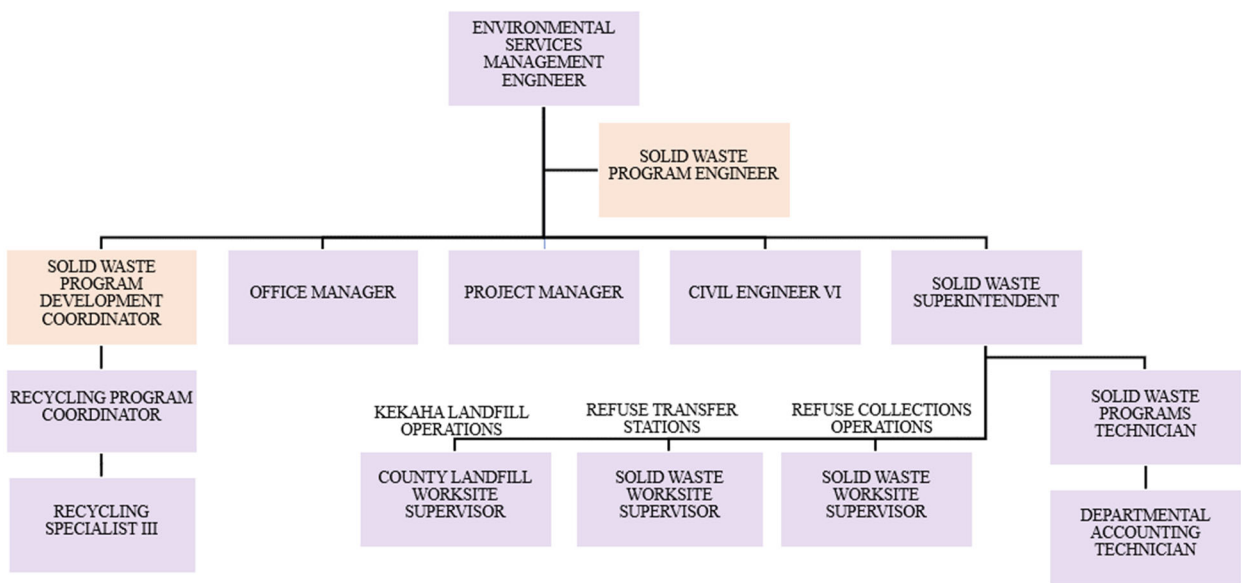 ENVIRONMENTAL
SERVICES
MANAGEMENT
ENGINEER
SOLID WASTE
PROGRAM ENGINEER
SOLID WASTE
PROGRAM
DEVELOPMENT
COORDINATOR
OFFICE MANAGER
PROJECT MANAGER
CIVIL ENGINEER VI
SOLID WASTE
SUPERINTENDENT
RECYCLING PROGRAM
COORDINATOR
RECYCLING
SPECIALIST III
KEKAHA LANDFILL
OPERATIONS
COUNTY LANDFILL
WORKSITE
SUPERVISOR
REFUSE TRANSFER
STATIONS
SOLID WASTE
WORKSITE
SUPERVISOR
REFUSE COLLECTIONS
OPERATIONS
SOLID WASTE
WORKSITE
SUPERVISOR
SOLID WASTE
PROGRAMS
TECHNICIAN
DEPARTMENTAL
ACCOUNTING
TECHNICIAN